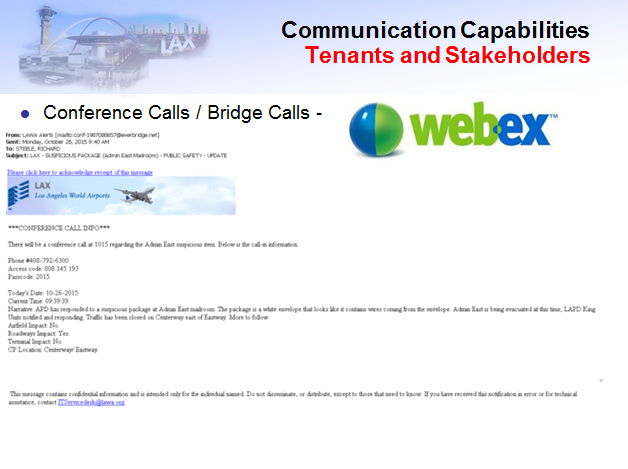 LAX
Communication Capabilities
Tenants and Stakeholders
Conference Calls / Bridge Calls -
webex™
From: LAWA Alerts [mailto:conf-1987088657@everbridge.net]
Sent: Monday, October 26, 2015 9:40 AM
To: STEELE, RICHARD
Subject: LAX - SUSPICIOUS PACKAGE (Admin East Mailroom) - PUBLIC SAFETY - UPDATE
Please click here to acknowledge receipt of this message
LAX
Los Angeles World Airports
***CONFERENCE CALL INFO***
There will be a conference call at 1015 regarding the Admin East suspicious item. Below is the call-in information.
Phone #408-792-6300
Access code: 808 145 193
Passcode: 2015.
Today's Date: 10-26-2015.
Current Time: 09:39:39.
Narrative: APD has responded to a suspicious package at Admin East mailroom. The package is a white envelope that looks like it contains wires coming from the envelope. Admin East is being evacuated at this time, LAPD King
Units notified and responding. Traffic has been closed on Centerway east of Eastway. More to follow.
Airfield Impact: No.
Roadways Impact: Yes.
Terminal Impact: No.
CP Location: Centerway/ Eastway.
This message contains confidential information and is intended only for the individual named. Do not disseminate, or distribute, except to those that need to know. If you have received this notification in error or for technical
assistance, contact ITServicedesk@lawa.org.